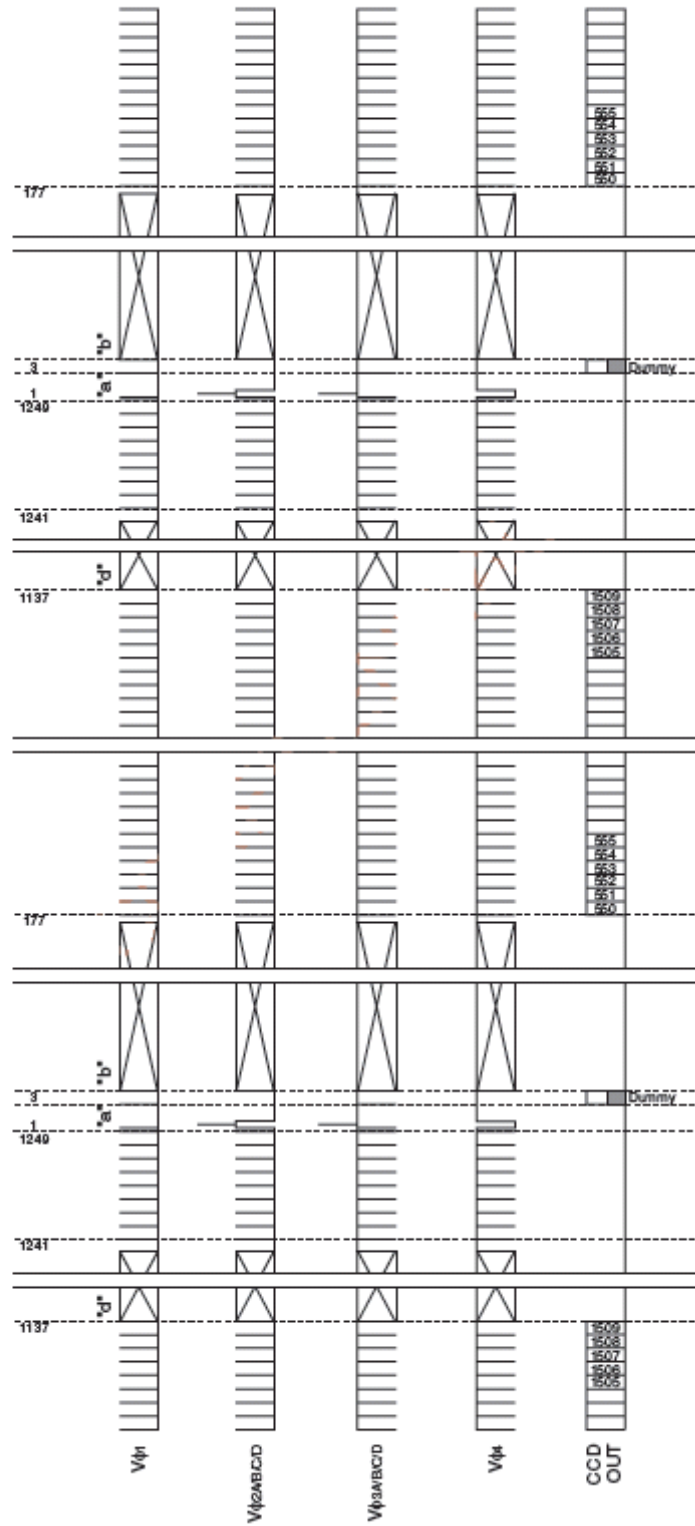 555
554
553
552
551
550
177
"b"
3
Dummy
"a"
1
1249
1241
"d"
1137
1509
1508
1507
1506
1505
555
554
553
552
551
550
177
"b"
3
Dummy
"a"
1
1249
1241
"d"
1137
1509
1508
1507
1506
1505
Vφ1
Vφ2A/B/C/D
Vφ3A/B/C/D
Vφ4
CCD
OUT